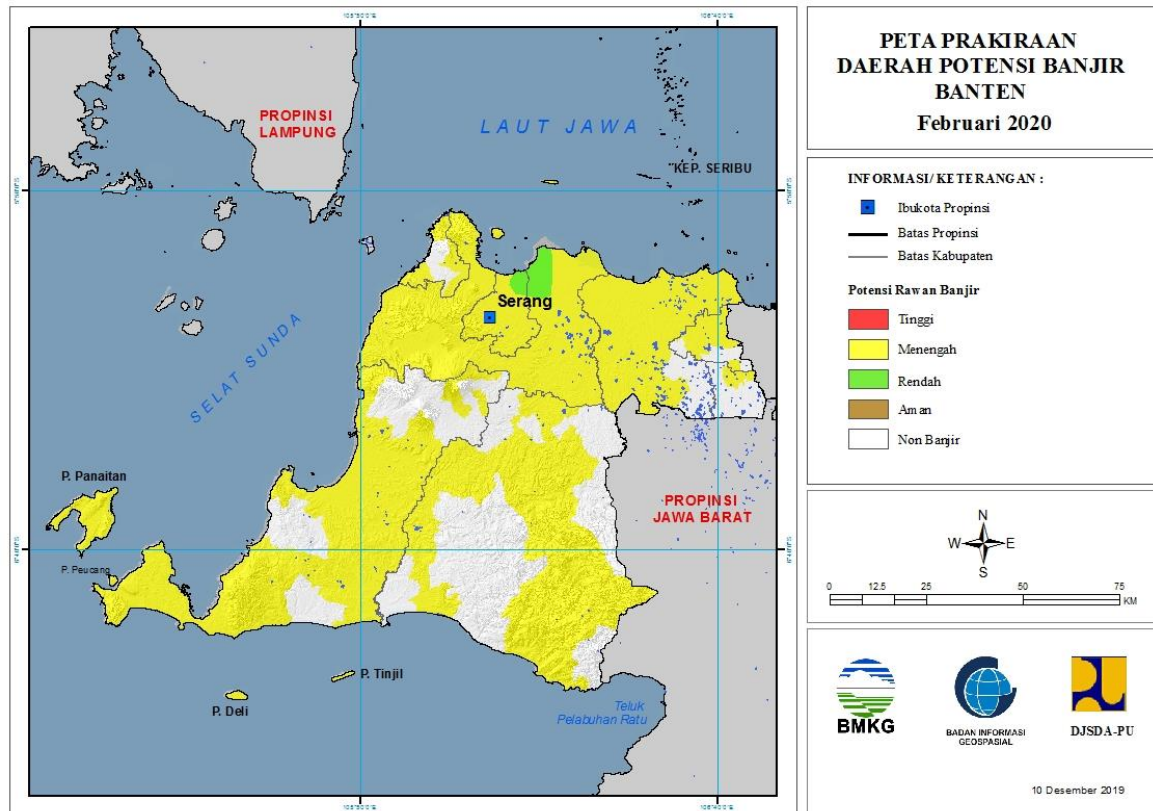 PETA PRAKIRAAN
DAERAH POTENSI BANJIR
BANTEN
Februari 2020
PROPINSI
LAMPUNG
LAUT JAWA
KEP. SERIBU
Serang
SELAT SUNDA
P. Panaitan
P. Peucang
PROPINSI
JAWA BARAT
P. Tinjil
P. Deli
Teluk
Pelabuhan Ratu
INFORMASI/ KETERANGAN :
Ibukota Propinsi
Batas Propinsi
Batas Kabupaten
Potensi Rawan Banjir
Tinggi
Menengah
Rendah
Aman
Non Banjir
N
W E
S
0 12.5 25 50 75
KM
BMKG
BADAN INFORMASI
GEOSPASIAL
DJSDA-PU
10 Desember 2019